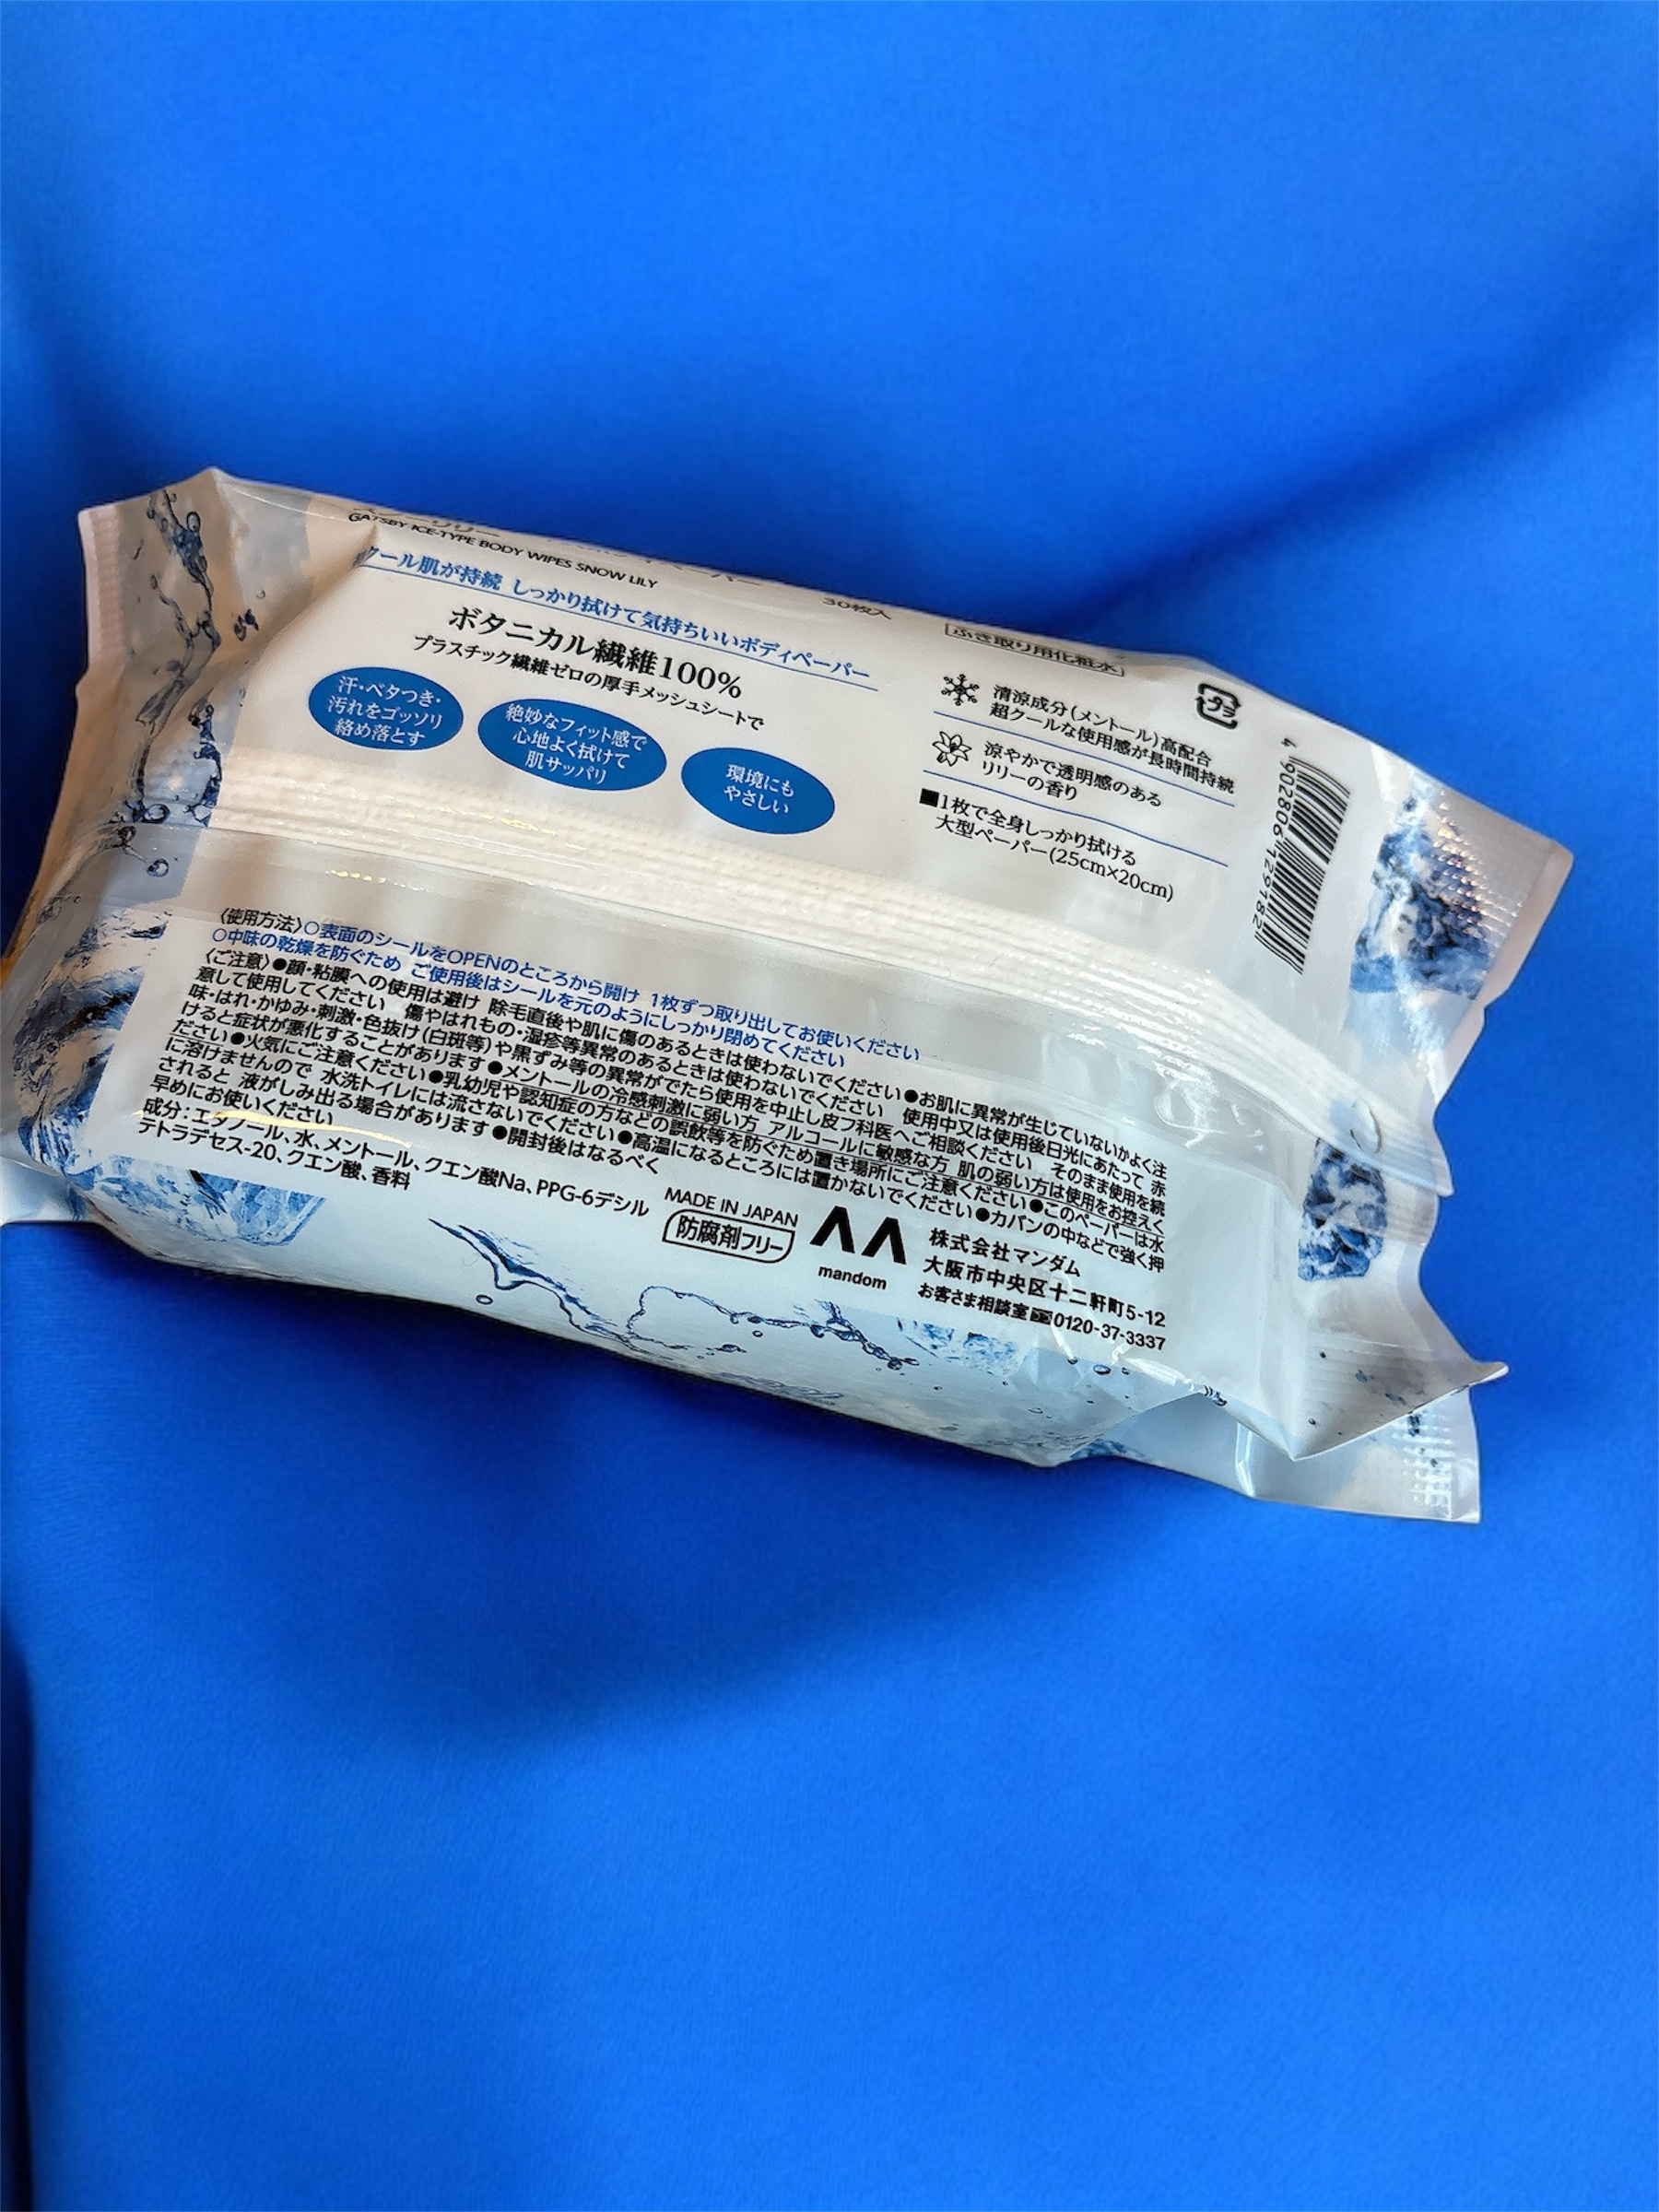 GATSBY ICE-TYPE BODY WIPES SNOW LILY
30枚入
ふき取り用化粧水
クール肌が持続 しっかり拭けて気持ちいいボディペーパー
ボタニカル繊維100%
プラスチック繊維ゼロの厚手メッシュシートで
汗・ベタつき・
汚れをゴッソリ
絡め落とす
絶妙なフィット感で
心地よく拭けて
肌サッパリ
環境にも
やさしい
清涼成分(メントール)高配合
超クールな使用感が長時間持続
涼やかで透明感のある
リリーの香り
■1枚で全身しっかり拭ける
大型ペーパー(25cm×20cm)
プラ
4 902806 129182
〈使用方法〉○表面のシールをOPENのところから開け 1枚ずつ取り出してお使いください
○中味の乾燥を防ぐため ご使用後はシールを元のようにしっかり閉めてください
〈ご注意〉●顔・粘膜への使用は避け 除毛直後や肌に傷のあるときは使わないでください●お肌に異常が生じていないかよく注
意して使用してください 傷やはれもの・湿疹等異常のあるときは使わないでください 使用中又は使用後日光にあたって 赤
味・はれ・かゆみ・刺激・色抜け(白斑等)や黒ずみ等の異常がでたら使用を中止し皮フ科医へご相談ください そのまま使用を続
けると症状が悪化することがあります●メントールの冷感刺激に弱い方 アルコールに敏感な方 肌の弱い方は使用をお控えく
ださい●火気にご注意ください●乳幼児や認知症の方などの誤飲等を防ぐため置き場所にご注意ください●このペーパーは水
に溶けませんので 水洗トイレには流さないでください●高温になるところには置かないでください●カバンの中などで強く押
されると 液がしみ出る場合があります●開封後はなるべく
早めにお使いください
成分：エタノール、水、メントール、クエン酸Na、PPG-6デシル
テトラデセス-20、クエン酸、香料
MADE IN JAPAN
防腐剤フリー
mandom
株式会社マンダム
大阪市中央区十二軒町5-12
お客さま相談室 0120-37-3337